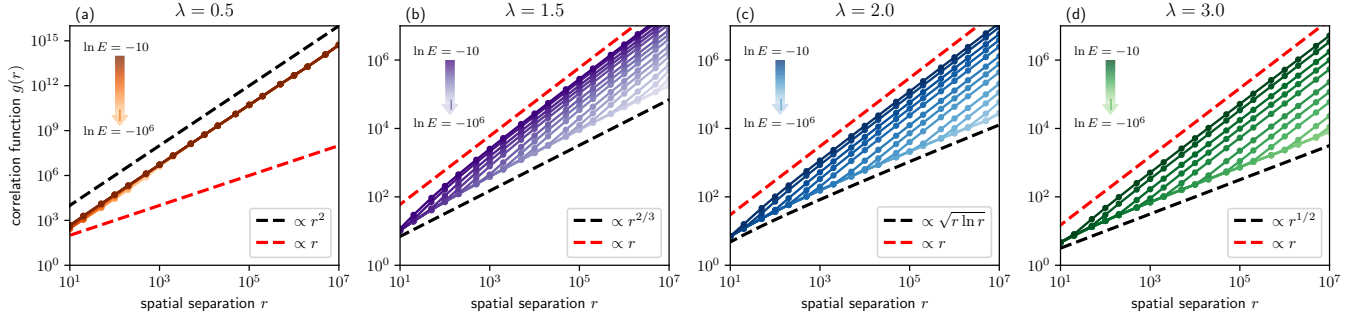 (a) λ = 0.5
correlation function g(r)
10^15
10^12
10^9
10^6
10^3
10^0
ln E = −10
ln E = −10^6
∝ r^2
∝ r
10^1 10^3 10^5 10^7
spatial separation r
(b) λ = 1.5
10^6
10^4
10^2
10^0
ln E = −10
ln E = −10^6
∝ r^{2/3}
∝ r
10^1 10^3 10^5 10^7
spatial separation r
(c) λ = 2.0
10^6
10^4
10^2
10^0
ln E = −10
ln E = −10^6
∝ √(r ln r)
∝ r
10^1 10^3 10^5 10^7
spatial separation r
(d) λ = 3.0
10^6
10^4
10^2
10^0
ln E = −10
ln E = −10^6
∝ r^{1/2}
∝ r
10^1 10^3 10^5 10^7
spatial separation r